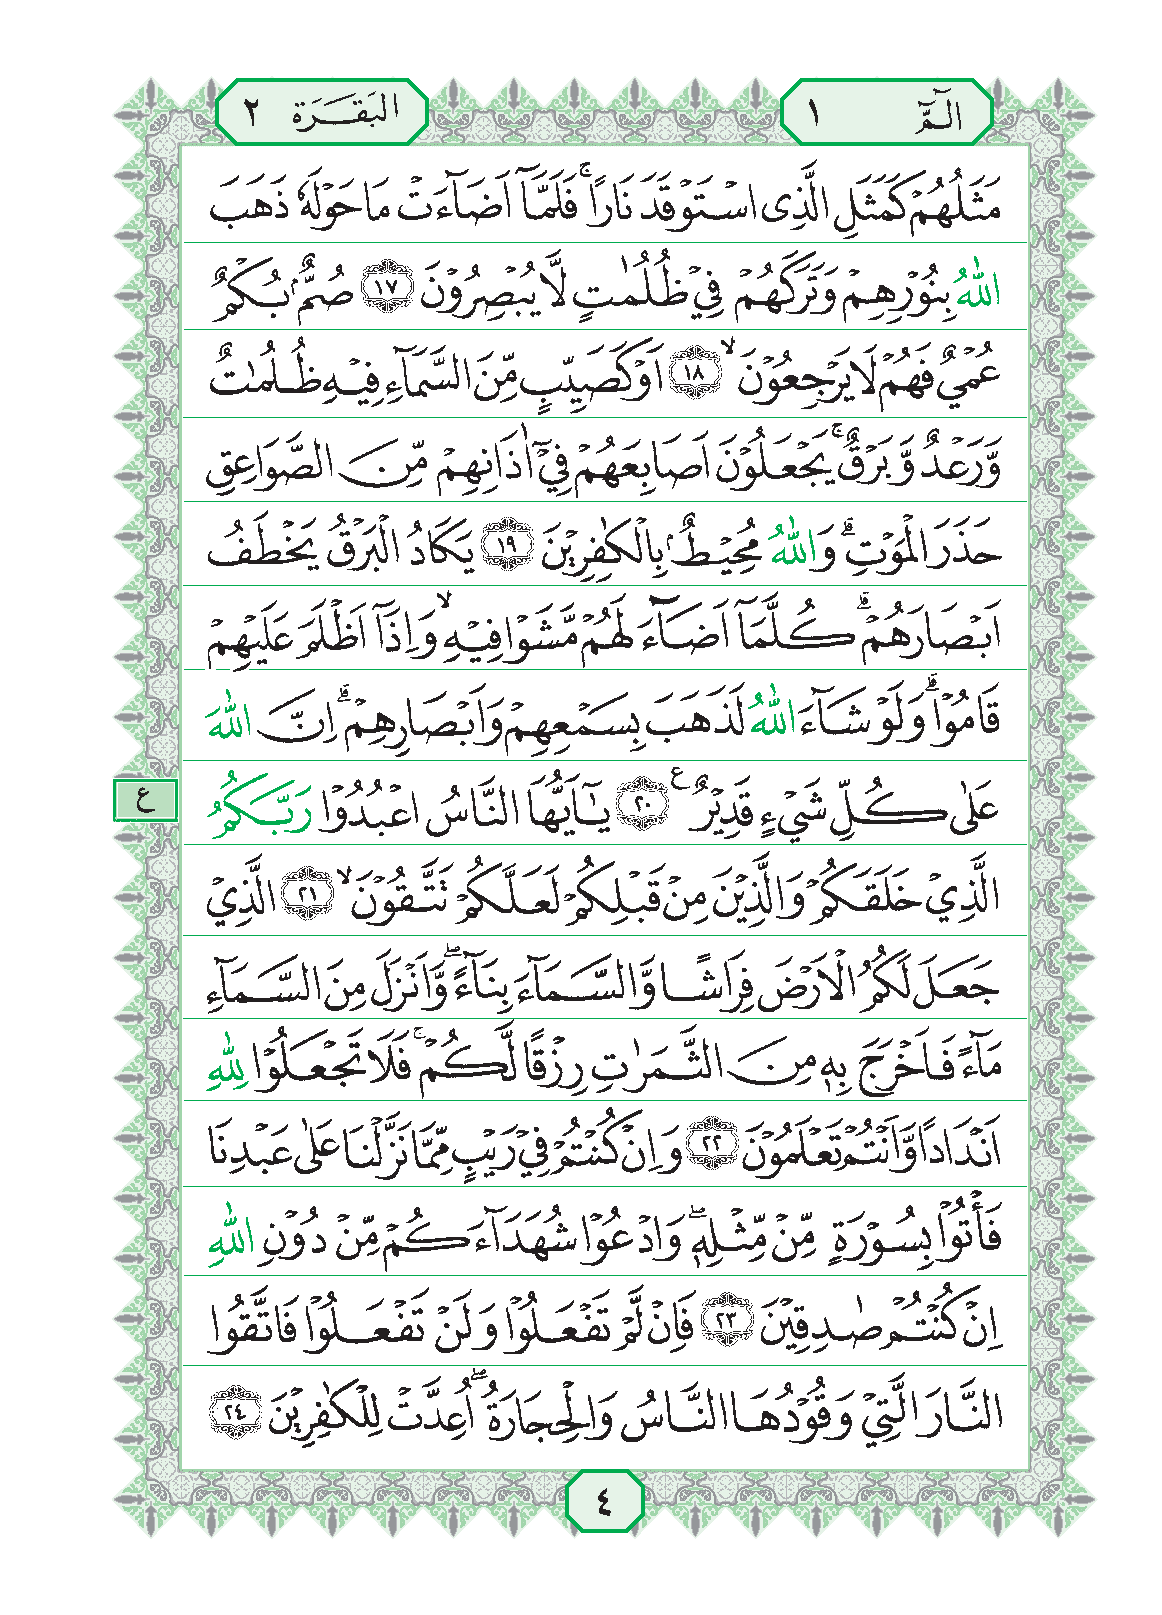 الٓمّٓ ١
البقرة ٢
مَثَلُهُمْ كَمَثَلِ الَّذِى اسْتَوْقَدَ نَارًا ۚ فَلَمَّاۤ اَضَآءَتْ مَا حَوْلَهٗ ذَهَبَ
اللّٰهُ بِنُوْرِهِمْ وَتَرَكَهُمْ فِيْ ظُلُمٰتٍ لَّا يُبْصِرُوْنَ ١٧ صُمٌّۢ بُكْمٌ
عُمْيٌ فَهُمْ لَا يَرْجِعُوْنَ ۙ ١٨ اَوْ كَصَيِّبٍ مِّنَ السَّمَآءِ فِيْهِ ظُلُمٰتٌ
وَّرَعْدٌ وَّبَرْقٌ ۚ يَجْعَلُوْنَ اَصَابِعَهُمْ فِيْۤ اٰذَانِهِمْ مِّنَ الصَّوَاعِقِ
حَذَرَ الْمَوْتِ ؕ وَاللّٰهُ مُحِيْطٌۢ بِالْكٰفِرِيْنَ ١٩ يَكَادُ الْبَرْقُ يَخْطَفُ
اَبْصَارَهُمْ ؕ كُلَّمَاۤ اَضَآءَ لَهُمْ مَّشَوْا فِيْهِ ۙ وَاِذَاۤ اَظْلَمَ عَلَيْهِمْ
قَامُوْا ؕ وَلَوْ شَآءَ اللّٰهُ لَذَهَبَ بِسَمْعِهِمْ وَاَبْصَارِهِمْ ؕ اِنَّ اللّٰهَ
عَلٰى كُلِّ شَيْءٍ قَدِيْرٌ ع ٢٠ يٰۤاَيُّهَا النَّاسُ اعْبُدُوْا رَبَّكُمُ
ع
الَّذِيْ خَلَقَكُمْ وَالَّذِيْنَ مِنْ قَبْلِكُمْ لَعَلَّكُمْ تَتَّقُوْنَ ۙ ٢١ الَّذِيْ
جَعَلَ لَكُمُ الْاَرْضَ فِرَاشًا وَّالسَّمَآءَ بِنَآءً ۖ وَّاَنْزَلَ مِنَ السَّمَآءِ
مَآءً فَاَخْرَجَ بِهٖ مِنَ الثَّمَرٰتِ رِزْقًا لَّكُمْ ۚ فَلَا تَجْعَلُوْا لِلّٰهِ
اَنْدَادًا وَّاَنْتُمْ تَعْلَمُوْنَ ٢٢ وَاِنْ كُنْتُمْ فِيْ رَيْبٍ مِّمَّا نَزَّلْنَا عَلٰى عَبْدِنَا
فَأْتُوْا بِسُوْرَةٍ مِّنْ مِّثْلِهٖ ۖ وَادْعُوْا شُهَدَآءَكُمْ مِّنْ دُوْنِ اللّٰهِ
اِنْ كُنْتُمْ صٰدِقِيْنَ ٢٣ فَاِنْ لَّمْ تَفْعَلُوْا وَلَنْ تَفْعَلُوْا فَاتَّقُوا
النَّارَ الَّتِيْ وَقُوْدُهَا النَّاسُ وَالْحِجَارَةُ ۖ اُعِدَّتْ لِلْكٰفِرِيْنَ ٢٤
٤